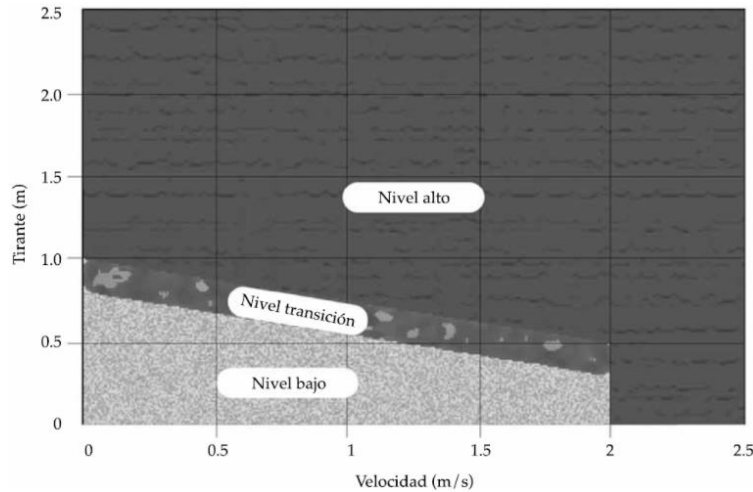 2.5
2.0
1.5
1.0
0.5
0
Tirante (m)
Nivel alto
Nivel transición
Nivel bajo
0
0.5
1
1.5
2
2.5
Velocidad (m/s)